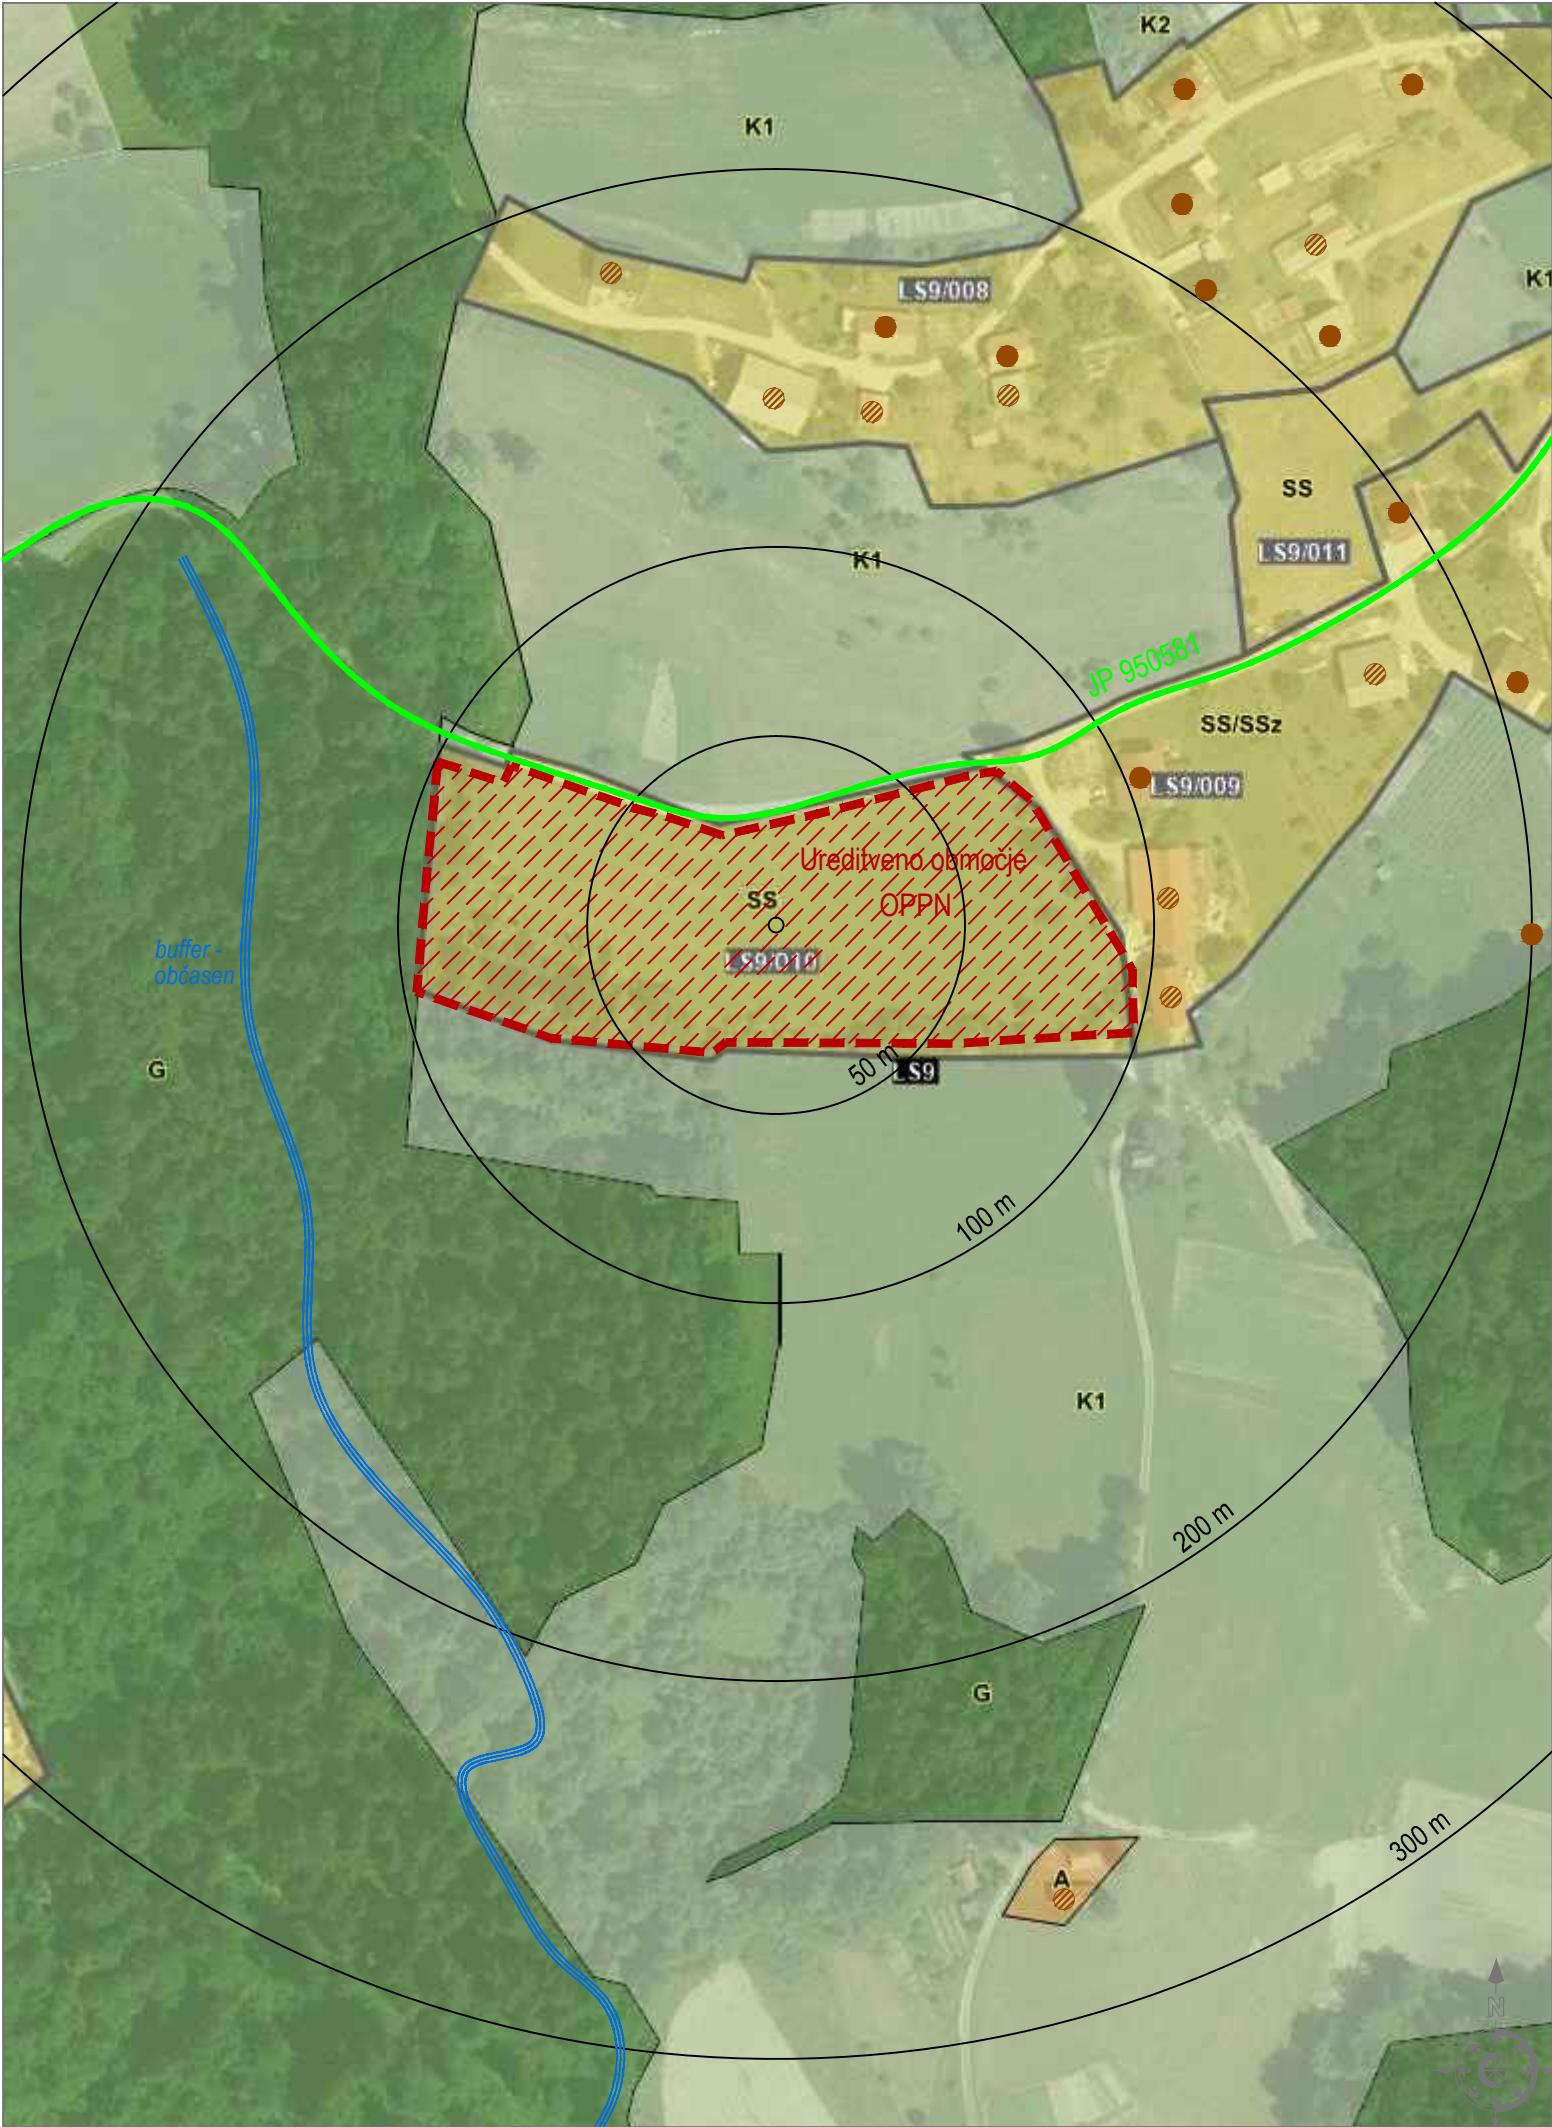 K2
K1
K1
LS9/008
SS
LS9/011
K1
JP 950581
SS/SSz
LS9/009
Ureditveno območje
OPPN
SS
LS9/010
buffer -
občasen
G
50 m
LS9
100 m
K1
200 m
G
300 m
A
N